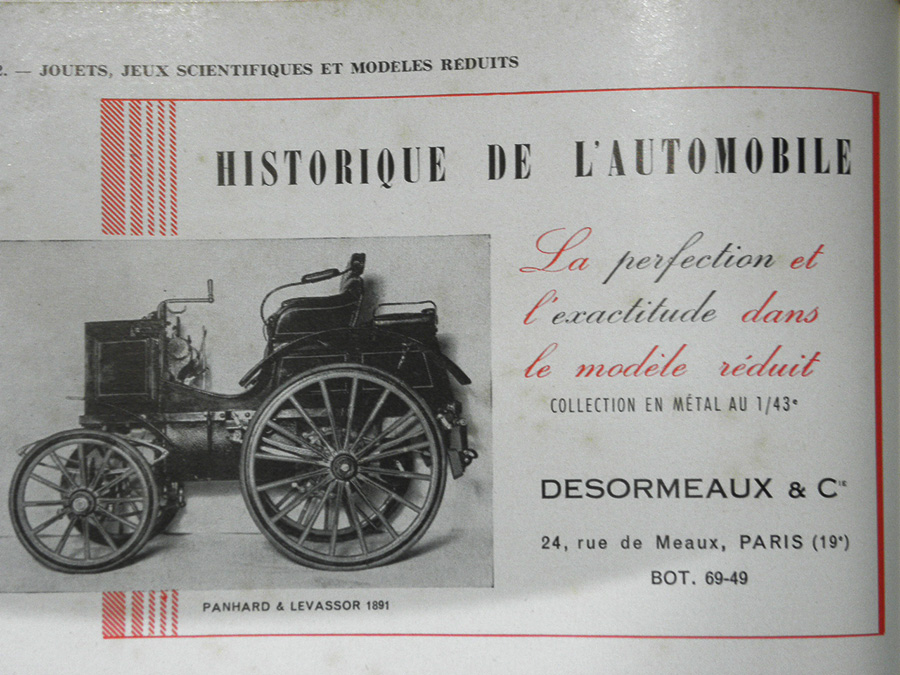 2. — JOUETS, JEUX SCIENTIFIQUES ET MODELES RÉDUITS
HISTORIQUE DE L'AUTOMOBILE
La perfection et
l'exactitude dans
le modèle réduit
COLLECTION EN MÉTAL AU 1/43e
DESORMEAUX & CIE
24, rue de Meaux, PARIS (19e)
BOT. 69-49
PANHARD & LEVASSOR 1891